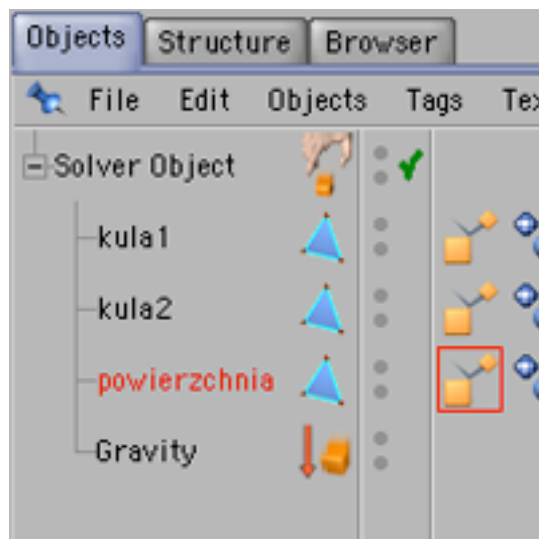 Objects Structure Browser
File Edit Objects Tags
Solver Object
kula1
kula2
powierzchnia
Gravity